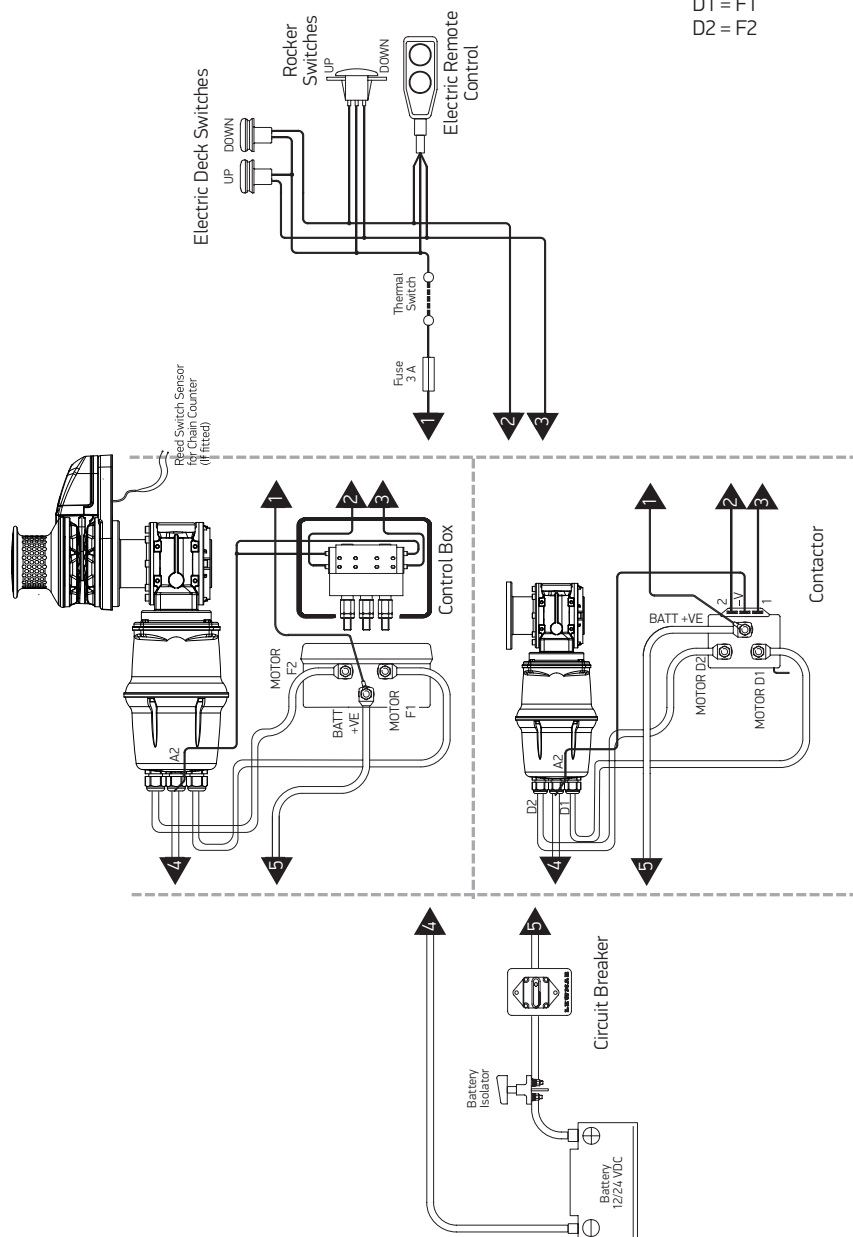 D1 = F1
D2 = F2
Electric Deck Switches
UP
DOWN
Rocker
Switches
UP
DOWN
Electric Remote
Control
Thermal
Switch
Fuse
3 A
1
2
3
Reed Switch Sensor
for Chain Counter
(If fitted)
A2
MOTOR
F2
BATT
+VE
MOTOR
F1
Control Box
1
2
3
4
5
D2
A2
D1
BATT +VE
MOTOR D2
MOTOR D1
2
-V
1
Contactor
1
2
3
4
5
4
5
Circuit Breaker
LEWMAR
Battery
Isolator
Battery
12/24 VDC